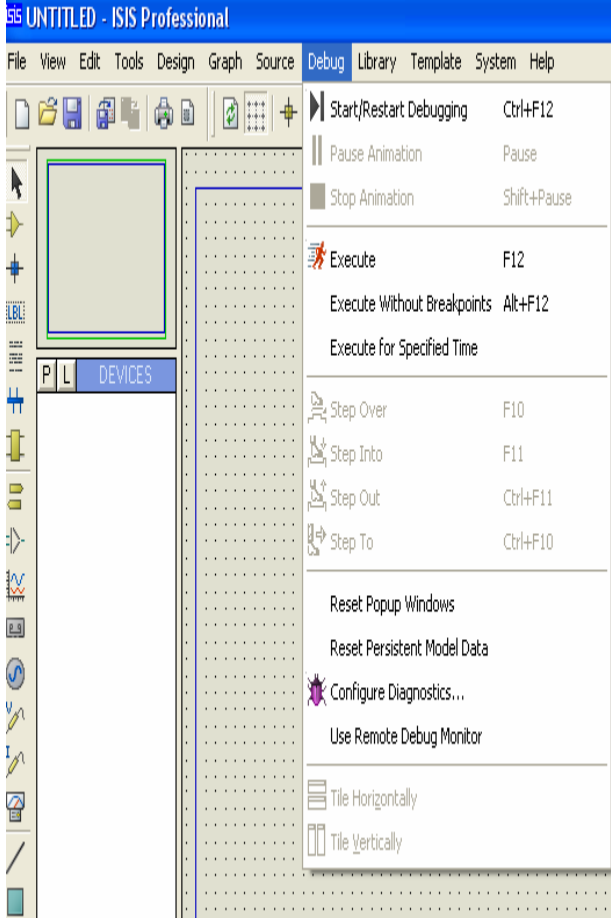 isis UNTITLED - ISIS Professional
File View Edit Tools Design Graph Source Debug Library Template System Help
Start/Restart Debugging Ctrl+F12
Pause Animation Pause
Stop Animation Shift+Pause
Execute F12
Execute Without Breakpoints Alt+F12
Execute for Specified Time
LBL
P L DEVICES
Step Over F10
Step Into F11
Step Out Ctrl+F11
Step To Ctrl+F10
Reset Popup Windows
Reset Persistent Model Data
Configure Diagnostics...
Use Remote Debug Monitor
V
I
Tile Horizontally
Tile Vertically